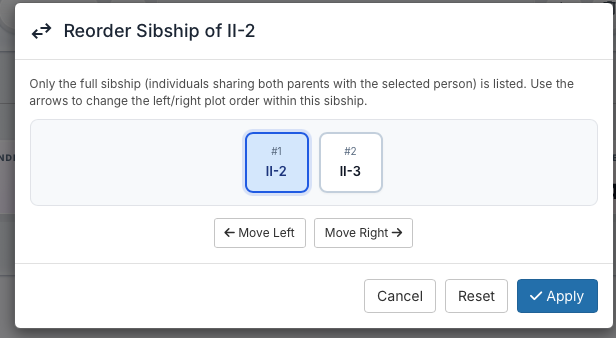 Reorder Sibship of II-2
Only the full sibship (individuals sharing both parents with the selected person) is listed. Use the
arrows to change the left/right plot order within this sibship.
#1
II-2
#2
II-3
← Move Left
Move Right →
Cancel
Reset
✓ Apply